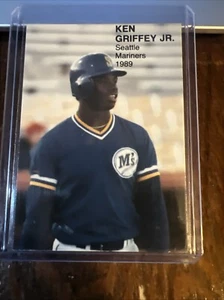 KEN
GRIFFEY JR.
Seattle
Mariners
1989
M's